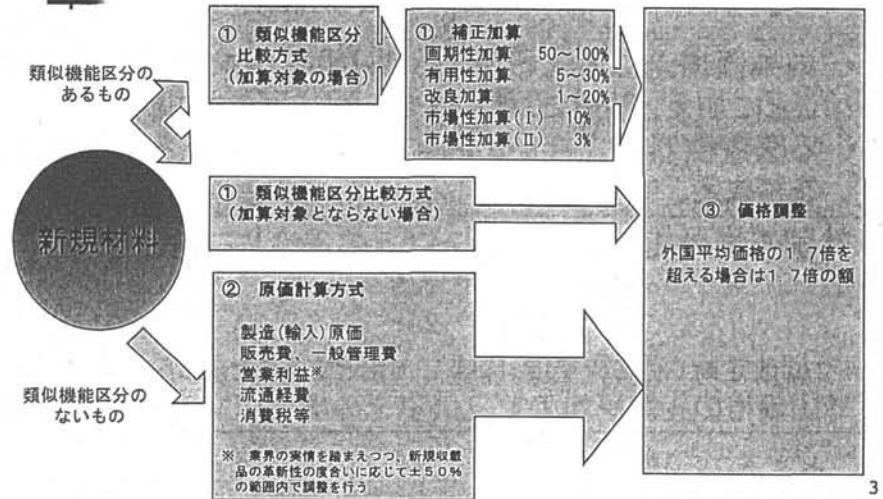 ① 類似機能区分
比較方式
(加算対象の場合)
① 補正加算
画期性加算 50～100%
有用性加算 5～30%
改良加算 1～20%
市場性加算(Ⅰ) 10%
市場性加算(Ⅱ) 3%
類似機能区分の
あるもの
新規材料
① 類似機能区分比較方式
(加算対象とならない場合)
③ 価格調整
外国平均価格の1.7倍を
超える場合は1.7倍の額
② 原価計算方式
製造(輸入)原価
販売費、一般管理費
営業利益※
流通経費
消費税等
※ 業界の実情を踏まえつつ、新規収載
品の革新性の度合いに応じて±50%
の範囲内で調整を行う
類似機能区分の
ないもの
3